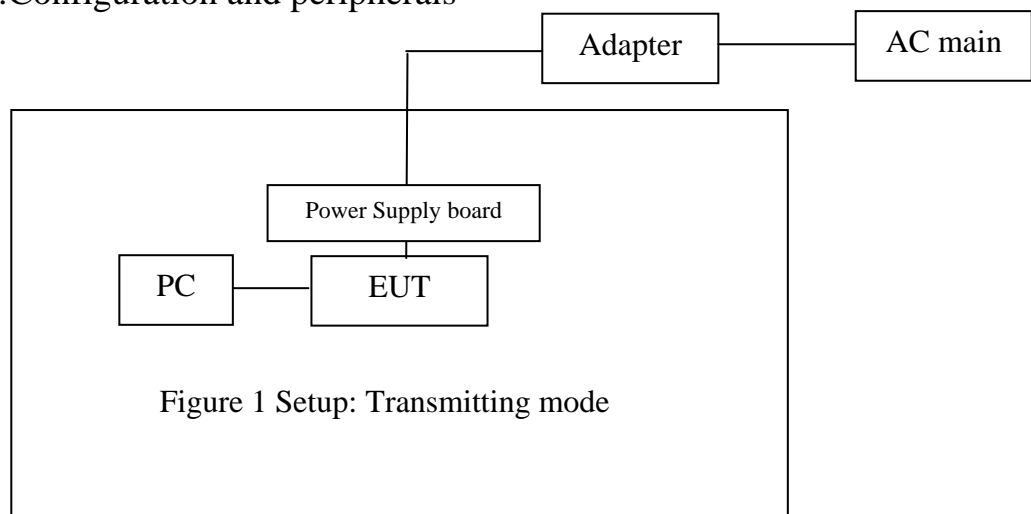 .Configuration and peripherals
Adapter
AC main
Power Supply board
PC
EUT
Figure 1 Setup: Transmitting mode